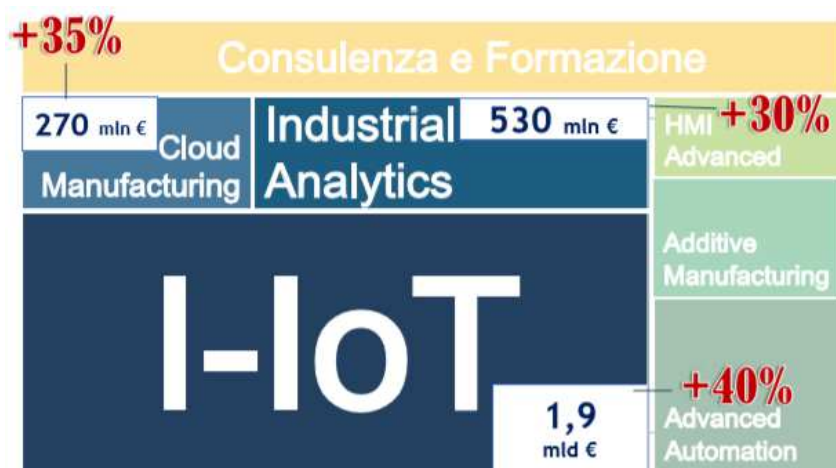 +35%
Consulenza e Formazione
270 mln €
Cloud
Manufacturing
Industrial
Analytics
530 mln €
+30%
HMI
Advanced
Additive
Manufacturing
I-IoT
1,9
mld €
+40%
Advanced
Automation